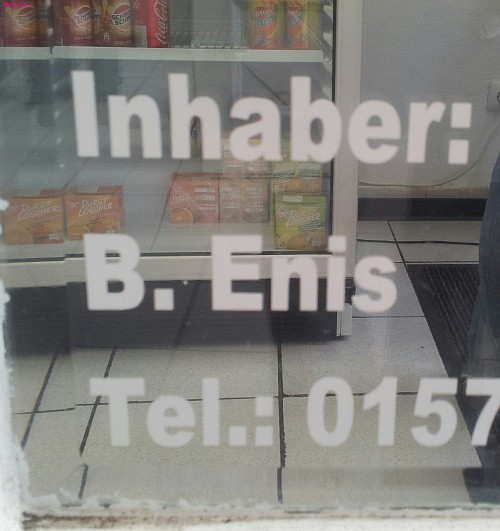 Inhaber:
B. Enis
Tel.: 0157